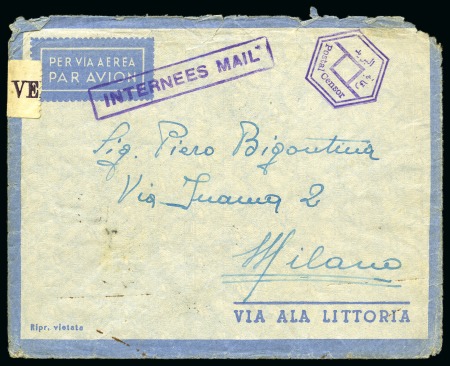 PER VIA AEREA
PAR AVION
VE
INTERNEES MAIL
Postal Censor
Sig. Piero Bigontina
Via Inama 2
Milano
VIA ALA LITTORIA
Ripr. vietata